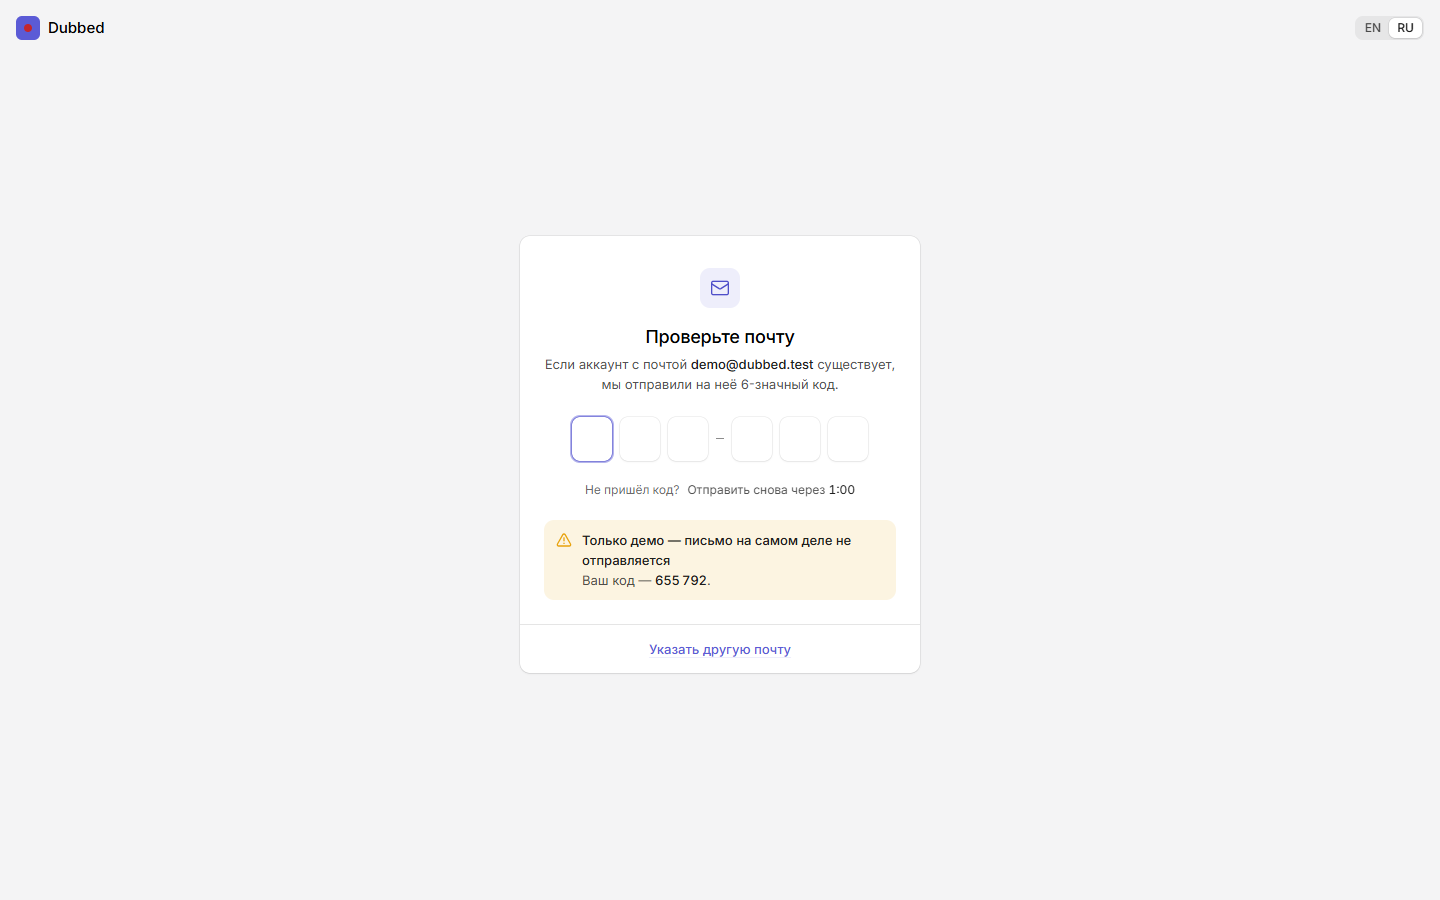 Dubbed
EN RU
Проверьте почту
Если аккаунт с почтой demo@dubbed.test существует,
мы отправили на неё 6-значный код.
–
Не пришёл код? Отправить снова через 1:00
Только демо — письмо на самом деле не
отправляется
Ваш код — 655 792.
Указать другую почту